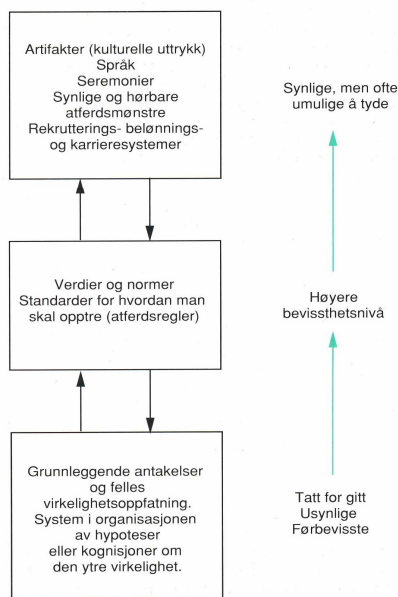 Artifakter (kulturelle uttrykk)
Språk
Seremonier
Synlige og hørbare
atferdsmønstre
Rekrutterings- belønnings-
og karrieresystemer
Synlige, men ofte
umulige å tyde
Verdier og normer
Standarder for hvordan man
skal opptre (atferdsregler)
Høyere
bevissthetsnivå
Grunnleggende antakelser
og felles
virkelighetsoppfatning.
System i organisasjonen
av hypoteser
eller kognisjoner om
den ytre virkelighet.
Tatt for gitt
Usynlige
Førbevisste